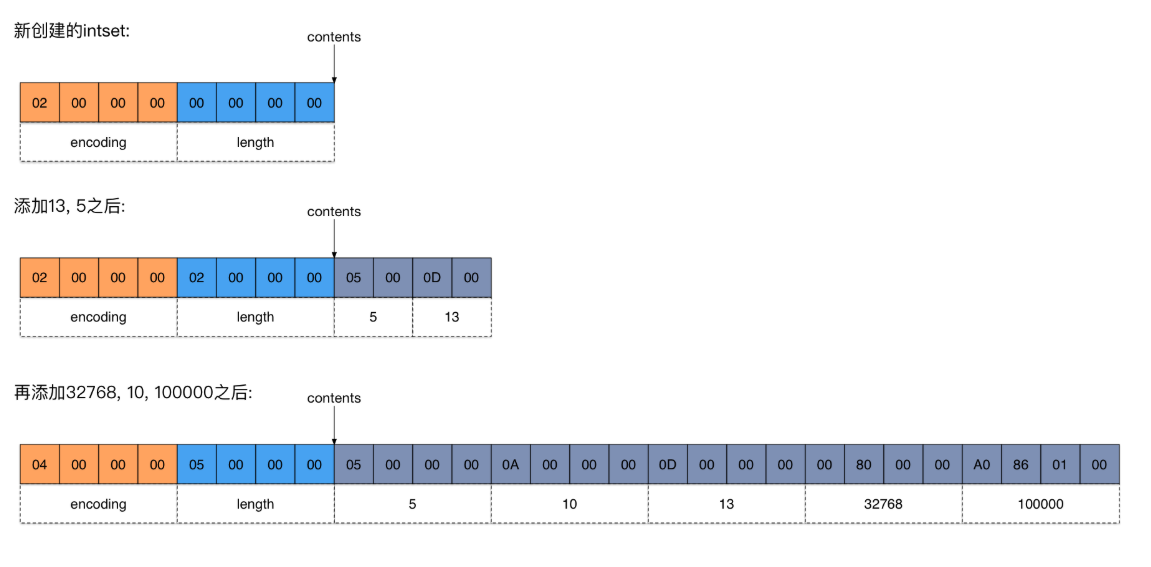 新创建的intset:
contents
02 00 00 00 00 00 00 00
encoding length
添加13, 5之后:
contents
02 00 00 00 02 00 00 00 05 00 0D 00
encoding length 5 13
再添加32768, 10, 100000之后:
contents
04 00 00 00 05 00 00 00 05 00 00 00 0A 00 00 00 0D 00 00 00 00 80 00 00 A0 86 01 00
encoding length 5 10 13 32768 100000